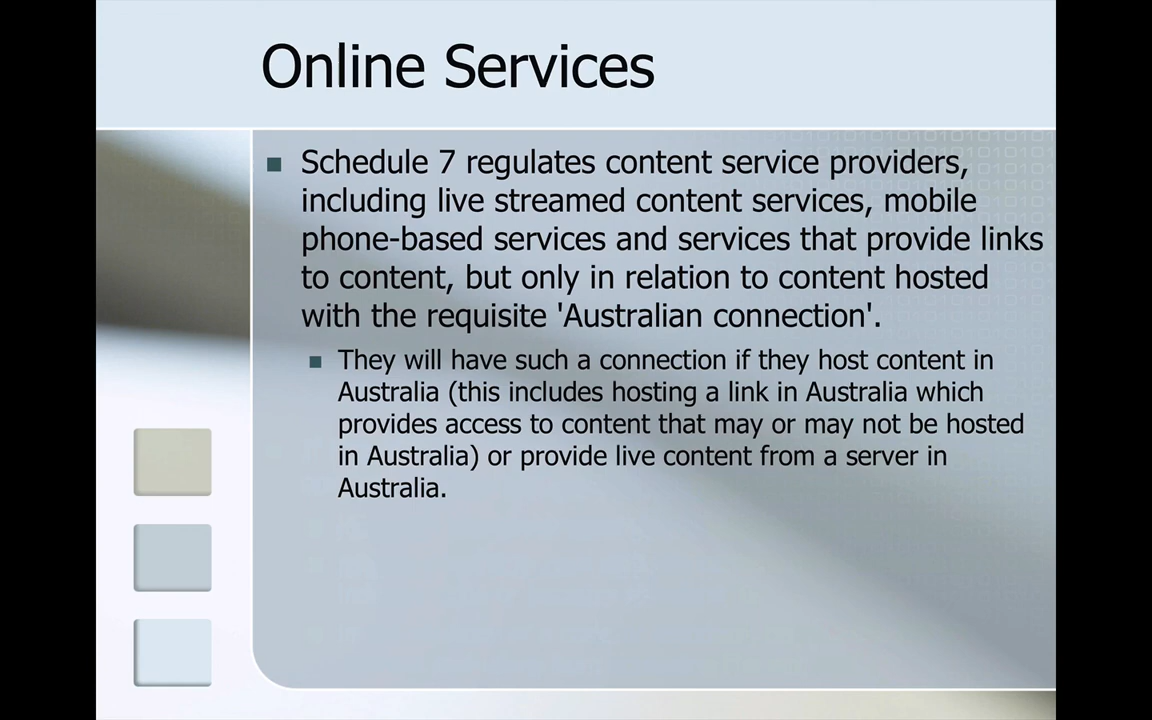 Online Services
Schedule 7 regulates content service providers,
including live streamed content services, mobile
phone-based services and services that provide links
to content, but only in relation to content hosted
with the requisite 'Australian connection'.
They will have such a connection if they host content in
Australia (this includes hosting a link in Australia which
provides access to content that may or may not be hosted
in Australia) or provide live content from a server in
Australia.